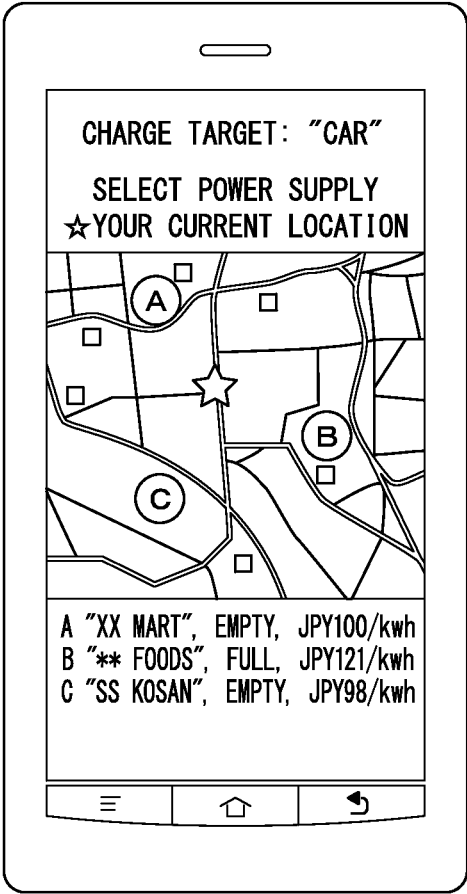 CHARGE TARGET: "CAR"
SELECT POWER SUPPLY
☆YOUR CURRENT LOCATION
A
B
C
A "XX MART", EMPTY, JPY100/kwh
B "** FOODS", FULL, JPY121/kwh
C "SS KOSAN", EMPTY, JPY98/kwh